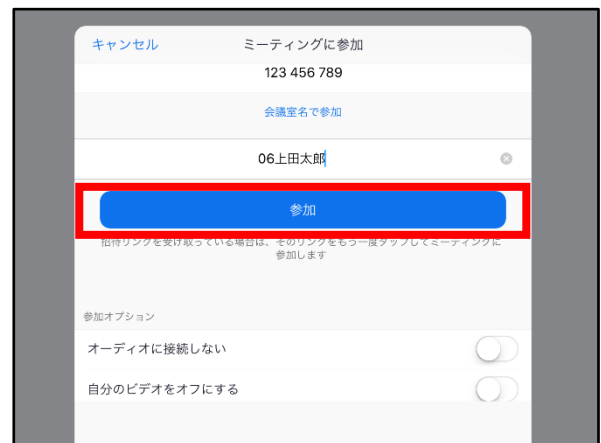 キャンセル ミーティングに参加
123 456 789
会議室名で参加
06上田太郎
参加
招待リンクを受け取っている場合は、そのリンクをもう一度タップしてミーティングに
参加します
参加オプション
オーディオに接続しない
自分のビデオをオフにする